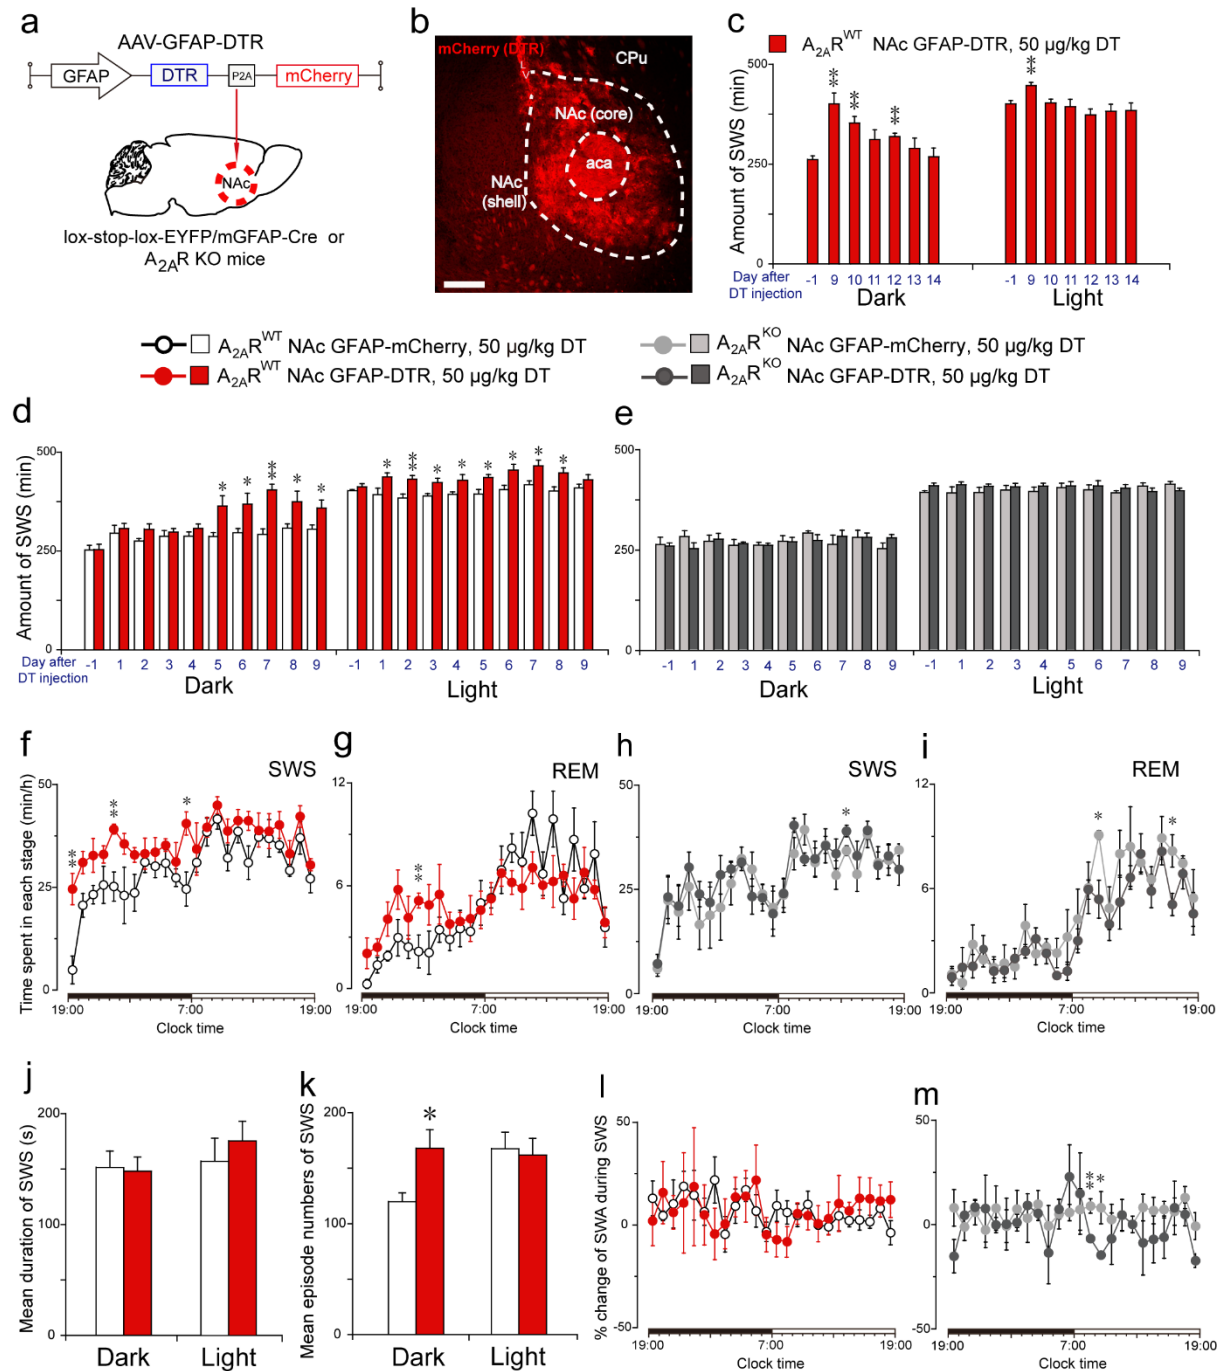 a
AAV-GFAP-DTR
GFAP
DTR
P2A
mCherry
NAc
lox-stop-lox-EYFP/mGFAP-Cre or
A2AR KO mice
b
mCherry (DTR)
LV
CPu
NAc (core)
aca
NAc
(shell)
c
A2AR^WT NAc GFAP-DTR, 50 µg/kg DT
Amount of SWS (min)
500
**
**
**
**
250
0
Day after
DT injection
-1 9 10 11 12 13 14
-1 9 10 11 12 13 14
Dark
Light
A2AR^WT NAc GFAP-mCherry, 50 µg/kg DT
A2AR^WT NAc GFAP-DTR, 50 µg/kg DT
A2AR^KO NAc GFAP-mCherry, 50 µg/kg DT
A2AR^KO NAc GFAP-DTR, 50 µg/kg DT
d
Amount of SWS (min)
500
* * ** * *
* ** * * * * * *
250
0
Day after
DT injection
-1 1 2 3 4 5 6 7 8 9
-1 1 2 3 4 5 6 7 8 9
Dark
Light
e
500
250
0
-1 1 2 3 4 5 6 7 8 9
-1 1 2 3 4 5 6 7 8 9
Dark
Light
f
SWS
Time spent in each stage (min/h)
50
25
0
** ** *
19:00 7:00 19:00
Clock time
g
REM
12
6
0
**
19:00 7:00 19:00
Clock time
h
SWS
50
25
0
*
19:00 7:00 19:00
Clock time
i
REM
12
6
0
* *
19:00 7:00 19:00
Clock time
j
Mean duration of SWS (s)
200
100
0
Dark
Light
k
Mean episode numbers of SWS
200
100
0
*
Dark
Light
l
% change of SWA during SWS
50
0
-50
19:00 7:00 19:00
Clock time
m
50
0
-50
** *
19:00 7:00 19:00
Clock time